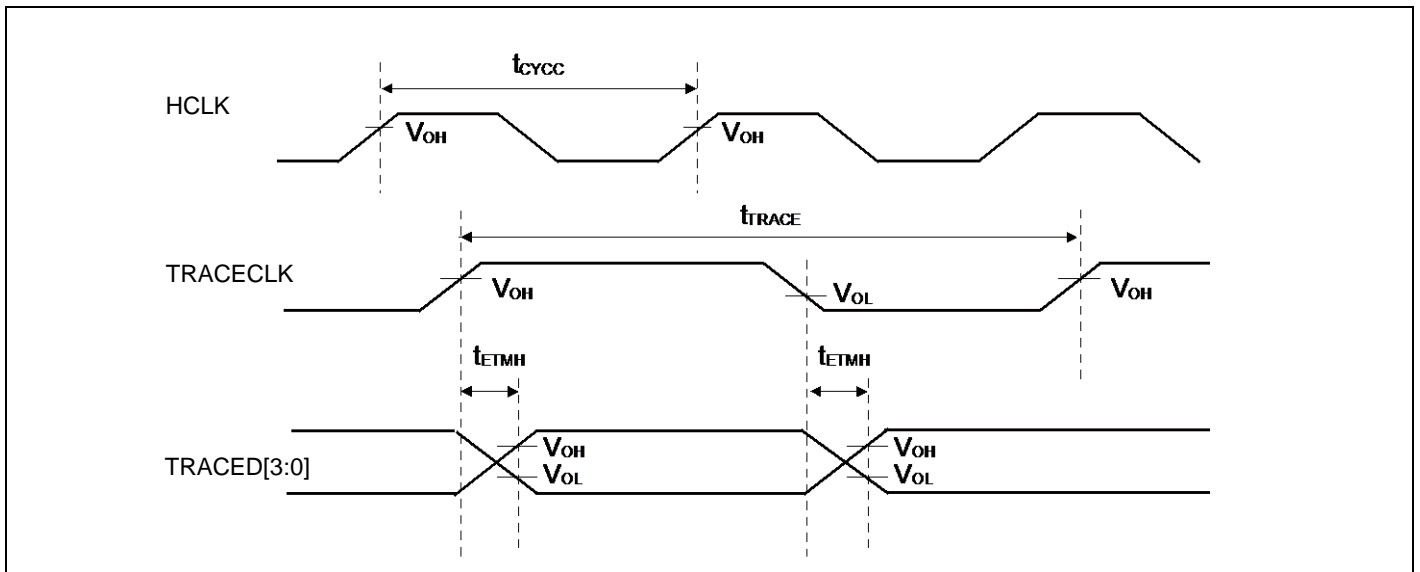 tCYCC
HCLK
VOH VOH
tTRACE
TRACECLK
VOH VOL VOH
tETMH tETMH
TRACED[3:0]
VOH VOH
VOL VOL